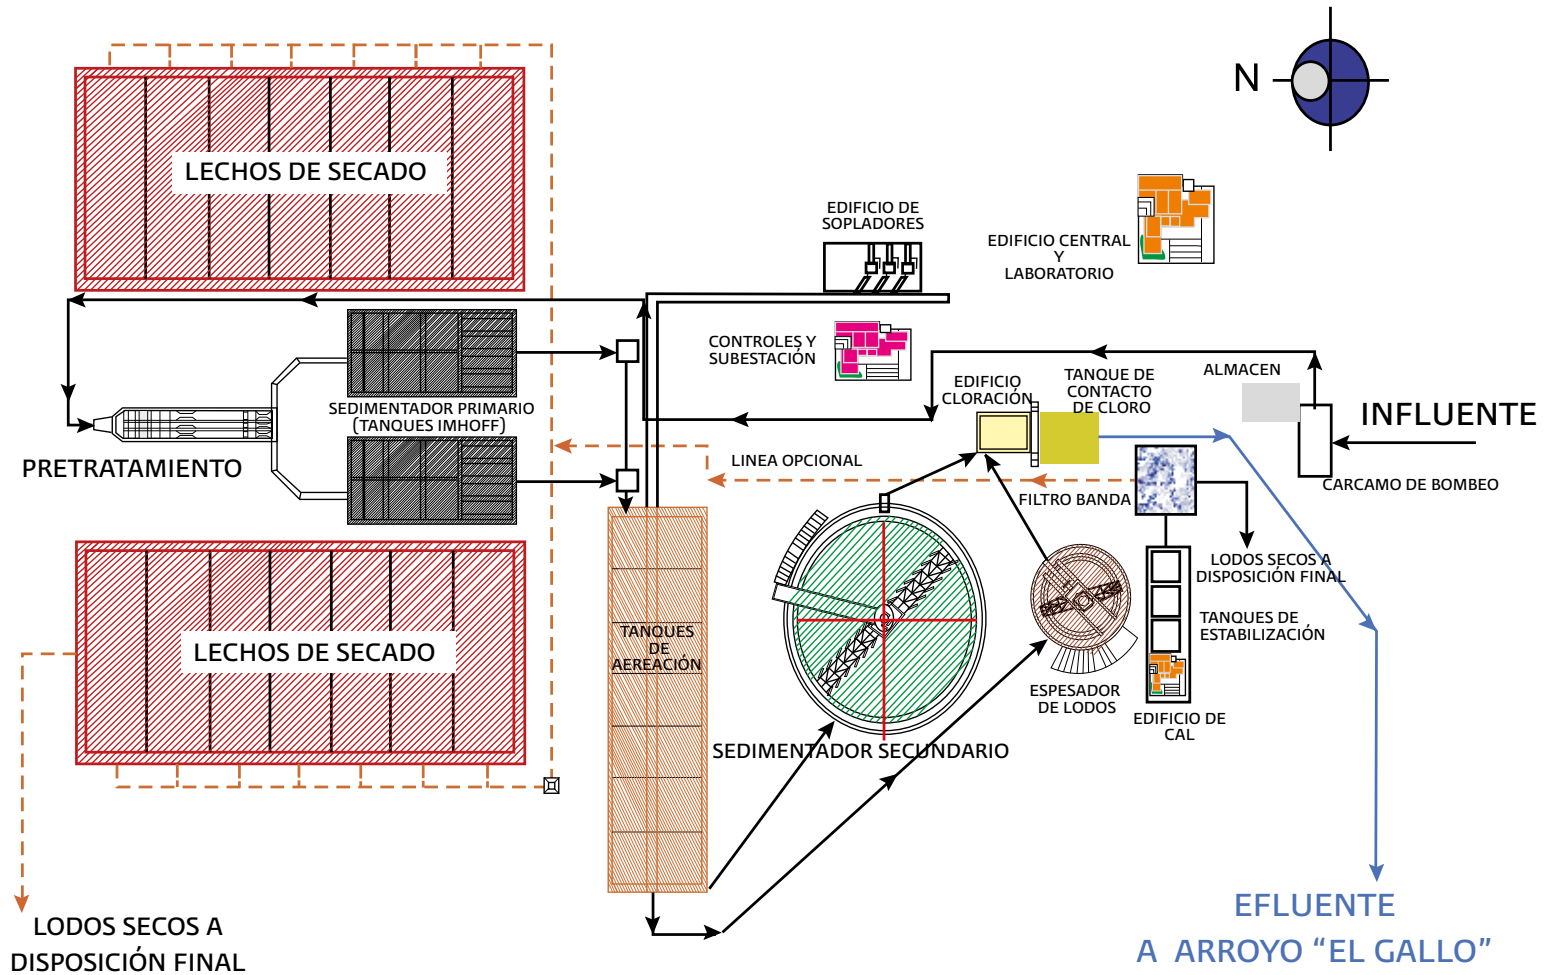 N
LECHOS DE SECADO
EDIFICIO DE
SOPLADORES
EDIFICIO CENTRAL
Y
LABORATORIO
CONTROLES Y
SUBESTACIÓN
EDIFICIO
CLORACIÓN
TANQUE DE
CONTACTO
DE CLORO
ALMACEN
INFLUENTE
SEDIMENTADOR PRIMARIO
(TANQUES IMHOFF)
PRETRATAMIENTO
LINEA OPCIONAL
FILTRO BANDA
CARCAMO DE BOMBEO
LODOS SECOS A
DISPOSICIÓN FINAL
TANQUES DE
ESTABILIZACIÓN
TANQUES
DE
AEREACIÓN
LECHOS DE SECADO
ESPESADOR
DE LODOS
EDIFICIO DE
CAL
SEDIMENTADOR SECUNDARIO
LODOS SECOS A
DISPOSICIÓN FINAL
EFLUENTE
A ARROYO “EL GALLO”